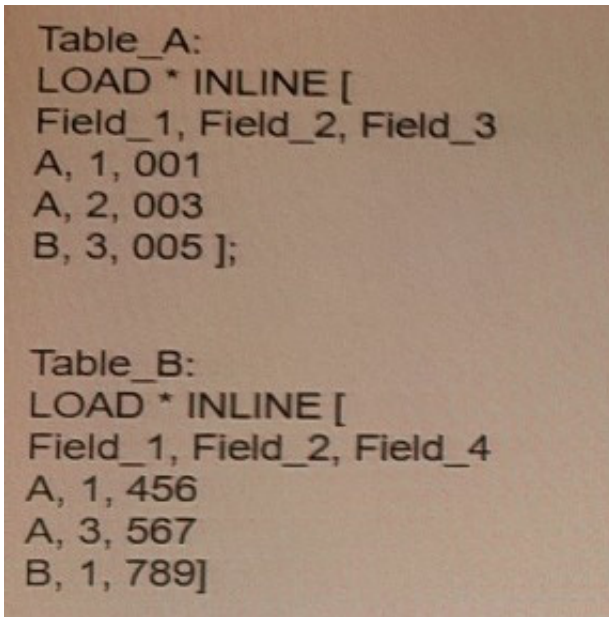 Table_A:
LOAD * INLINE [
Field_1, Field_2, Field_3
A, 1, 001
A, 2, 003
B, 3, 005 ];
Table_B:
LOAD * INLINE [
Field_1, Field_2, Field_4
A, 1, 456
A, 3, 567
B, 1, 789]